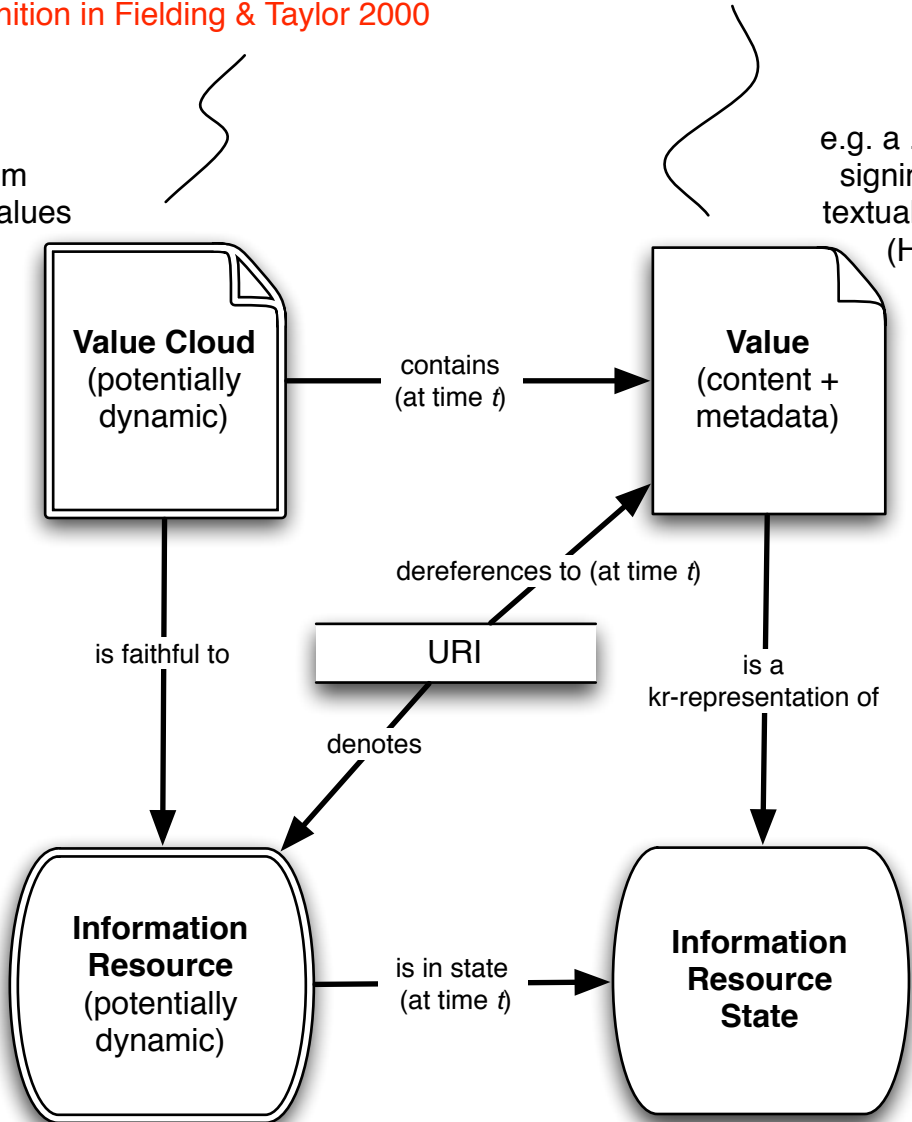 nition in Fielding & Taylor 2000
e.g. a
signin
textual
(H
m
alues
Value Cloud
(potentially
dynamic)
contains
(at time t)
Value
(content +
metadata)
dereferences to (at time t)
is faithful to
URI
is a
kr-representation of
denotes
Information
Resource
(potentially
dynamic)
is in state
(at time t)
Information
Resource
State